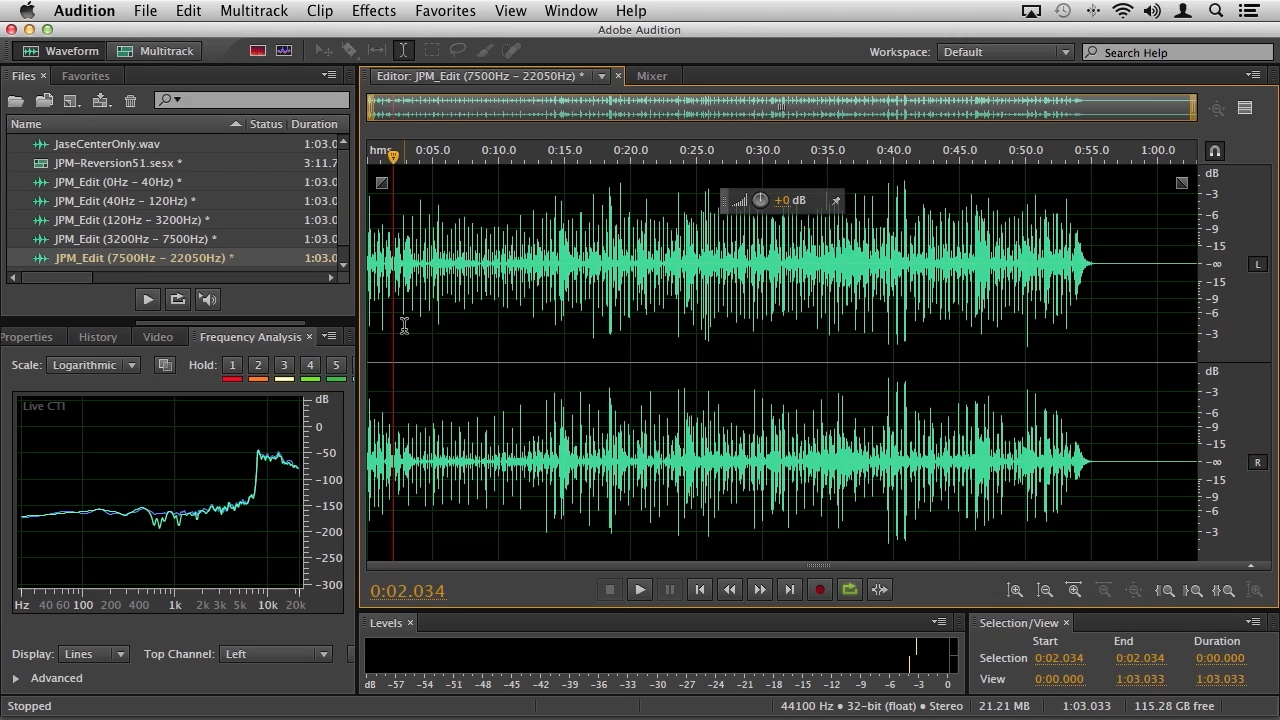 Audition File Edit Multitrack Clip Effects Favorites View Window Help
Adobe Audition
Waveform Multitrack Workspace: Default Search Help
Files × Favorites
Editor: JPM_Edit (7500Hz – 22050Hz) * × Mixer
Name Status Duration
JaseCenterOnly.wav 1:03.0
JPM-Reversion51.sesx * 3:11.7
JPM_Edit (0Hz – 40Hz) * 1:03.0
JPM_Edit (40Hz – 120Hz) * 1:03.0
JPM_Edit (120Hz – 3200Hz) * 1:03.0
JPM_Edit (3200Hz – 7500Hz) * 1:03.0
JPM_Edit (7500Hz – 22050Hz) * 1:03.0
hms 0:05.0 0:10.0 0:15.0 0:20.0 0:25.0 0:30.0 0:35.0 0:40.0 0:45.0 0:50.0 0:55.0 1:00.0
+0 dB
dB
-3
-6
-9
-15
-∞
-15
-9
-6
-3
L
dB
-3
-6
-9
-15
-∞
-15
-9
-6
-3
R
Properties History Video Frequency Analysis ×
Scale: Logarithmic Hold: 1 2 3 4 5
Live CTI
dB
0
-50
-100
-150
-200
-250
-300
Hz 40 60 100 200 400 1k 2k 3k 5k 10k 20k
Display: Lines Top Channel: Left
Advanced
0:02.034
Levels ×
dB -57 -54 -51 -48 -45 -42 -39 -36 -33 -30 -27 -24 -21 -18 -15 -12 -9 -6 -3 0
Selection/View ×
Start End Duration
Selection 0:02.034 0:02.034 0:00.000
View 0:00.000 1:03.033 1:03.033
Stopped 44100 Hz • 32-bit (float) • Stereo 21.21 MB 1:03.033 115.28 GB free